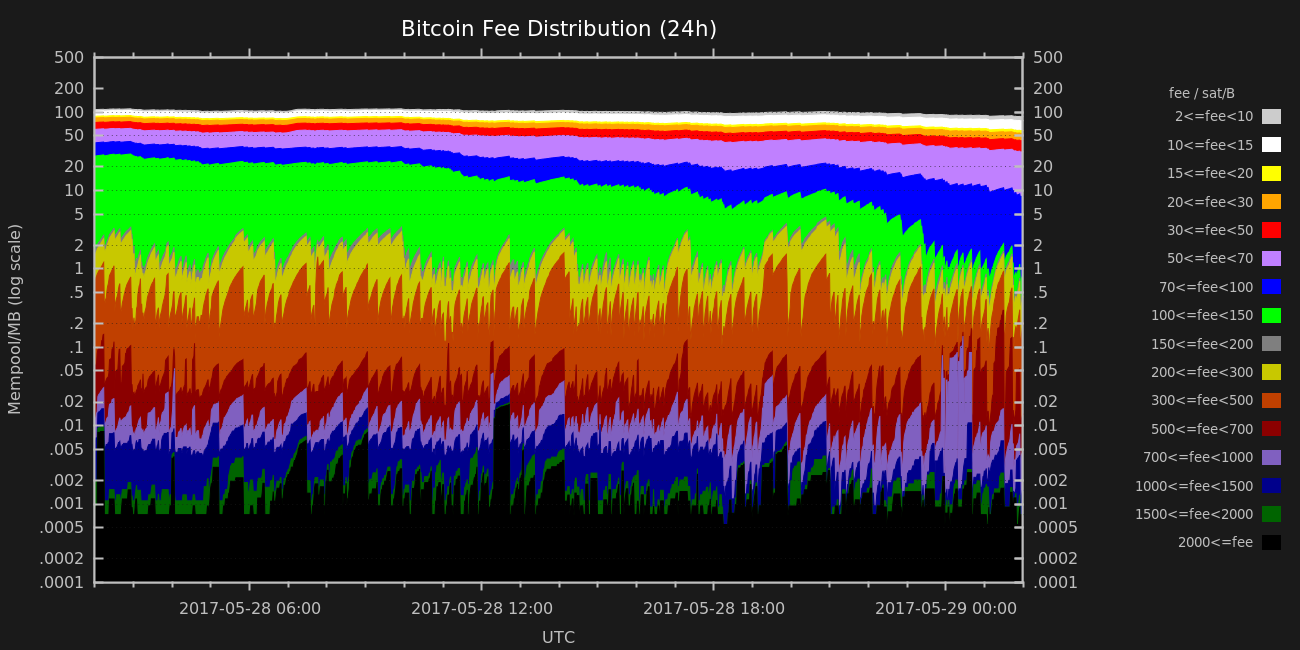 Bitcoin Fee Distribution (24h)
500
200
100
50
20
10
5
2
1
.5
.2
.1
.05
.02
.01
.005
.002
.001
.0005
.0002
.0001
Mempool/MB (log scale)
500
200
100
50
20
10
5
2
1
.5
.2
.1
.05
.02
.01
.005
.002
.001
.0005
.0002
.0001
2017-05-28 06:00
2017-05-28 12:00
2017-05-28 18:00
2017-05-29 00:00
UTC
fee / sat/B
2<=fee<10
10<=fee<15
15<=fee<20
20<=fee<30
30<=fee<50
50<=fee<70
70<=fee<100
100<=fee<150
150<=fee<200
200<=fee<300
300<=fee<500
500<=fee<700
700<=fee<1000
1000<=fee<1500
1500<=fee<2000
2000<=fee